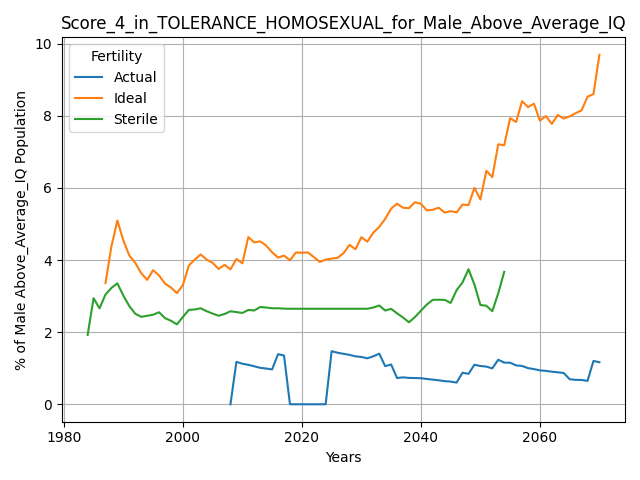 Score_4_in_TOLERANCE_HOMOSEXUAL_for_Male_Above_Average_IQ
% of Male Above_Average_IQ Population
10
8
6
4
2
0
Fertility
Actual
Ideal
Sterile
1980 2000 2020 2040 2060
Years